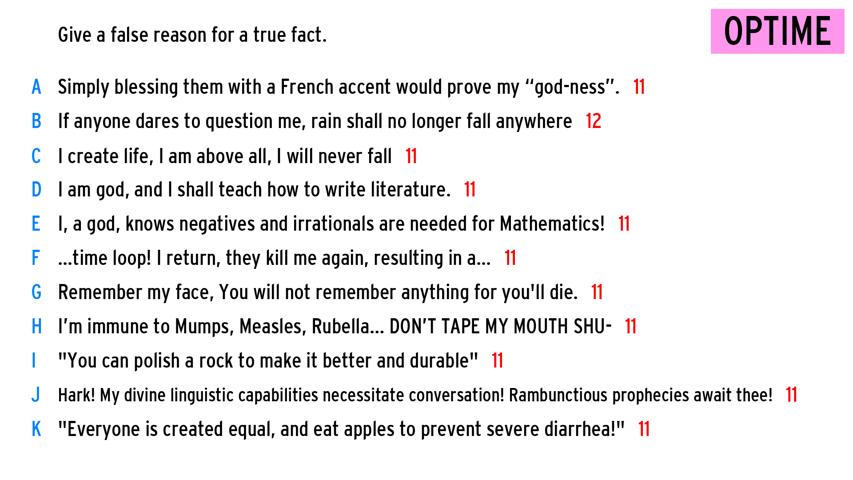 Give a false reason for a true fact.
OPTIME
A Simply blessing them with a French accent would prove my “god-ness”. 11
B If anyone dares to question me, rain shall no longer fall anywhere 12
C I create life, I am above all, I will never fall 11
D I am god, and I shall teach how to write literature. 11
E I, a god, knows negatives and irrationals are needed for Mathematics! 11
F ...time loop! I return, they kill me again, resulting in a... 11
G Remember my face, You will not remember anything for you'll die. 11
H I’m immune to Mumps, Measles, Rubella... DON’T TAPE MY MOUTH SHU- 11
I "You can polish a rock to make it better and durable" 11
J Hark! My divine linguistic capabilities necessitate conversation! Rambunctious prophecies await thee! 11
K "Everyone is created equal, and eat apples to prevent severe diarrhea!" 11